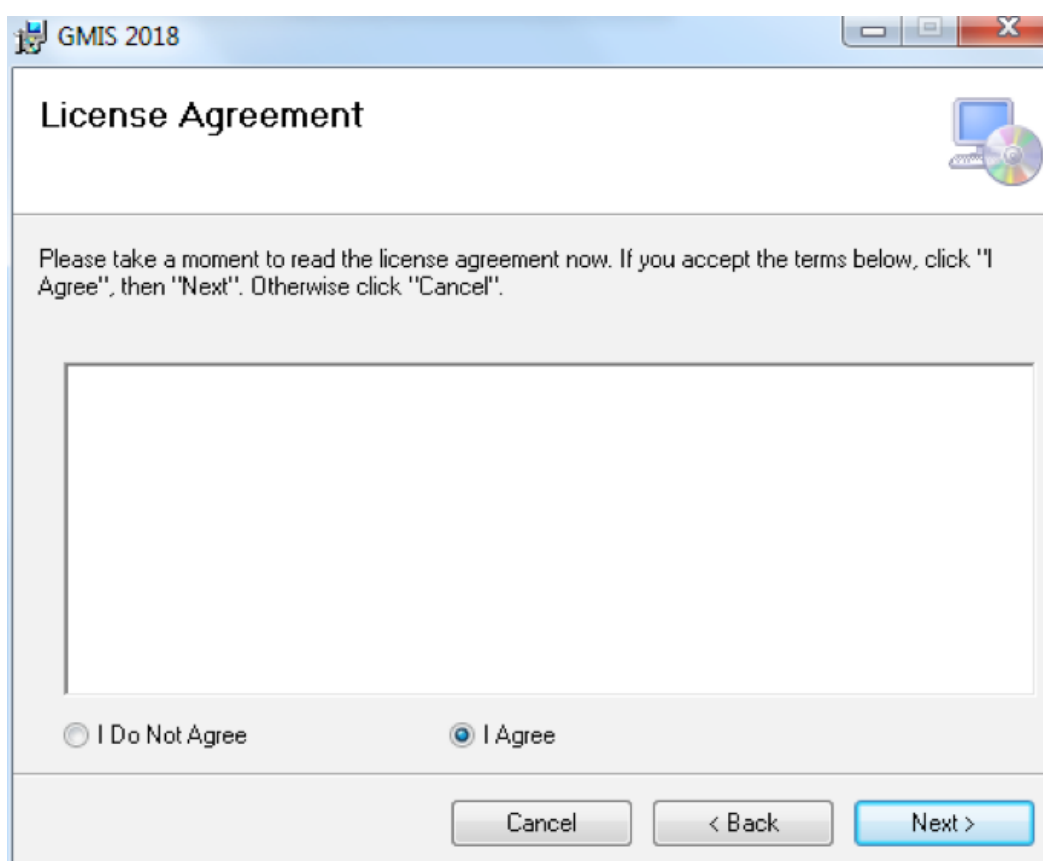 GMIS 2018
License Agreement
Please take a moment to read the license agreement now. If you accept the terms below, click "I
Agree", then "Next". Otherwise click "Cancel".
I Do Not Agree
I Agree
Cancel
< Back
Next >